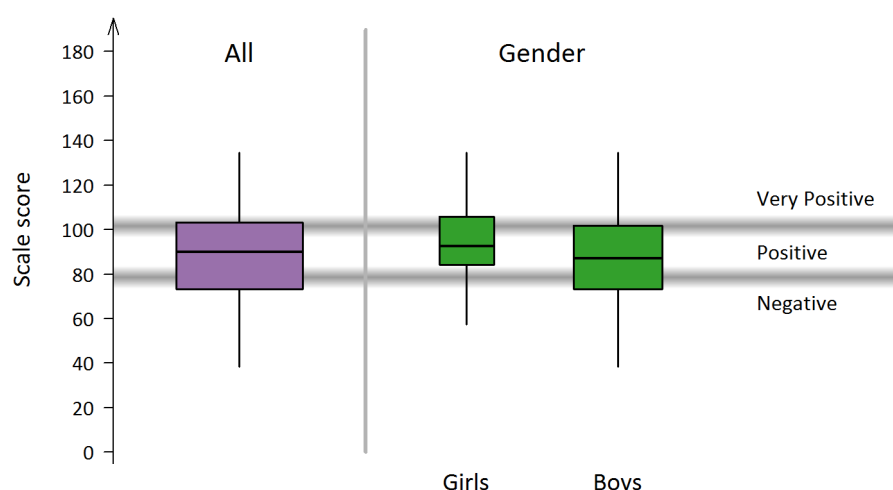 All
Gender
Scale score
180
160
140
120
100
80
60
40
20
0
Very Positive
Positive
Negative
Girls
Boys